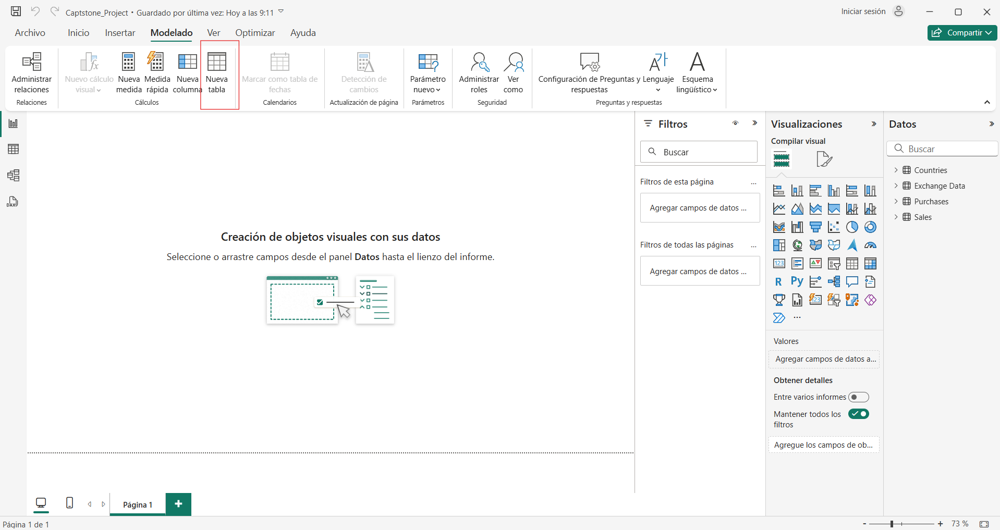 Captstone_Project • Guardado por última vez: Hoy a las 9:11
Iniciar sesión
Archivo Inicio Insertar Modelado Ver Optimizar Ayuda
Compartir
Administrar relaciones
Nuevo cálculo visual
Nueva medida
Medida rápida
Nueva columna
Nueva tabla
Marcar como tabla de fechas
Detección de cambios
Parámetro nuevo
Administrar roles
Ver como
Configuración de Preguntas y respuestas
Lenguaje
Esquema lingüístico
Relaciones
Cálculos
Calendarios
Actualización de página
Parámetros
Seguridad
Preguntas y respuestas
DAX
Creación de objetos visuales con sus datos
Seleccione o arrastre campos desde el panel Datos hasta el lienzo del informe.
Filtros
Buscar
Filtros de esta página ...
Agregar campos de datos ...
Filtros de todas las páginas ...
Agregar campos de datos ...
Visualizaciones
Compilar visual
123
R Py
123
...
Valores
Agregar campos de datos a...
Obtener detalles
Entre varios informes
Mantener todos los
filtros
Agregue los campos de ob...
Datos
Buscar
Countries
Exchange Data
Purchases
Sales
Página 1
+
Página 1 de 1
- + 73 %